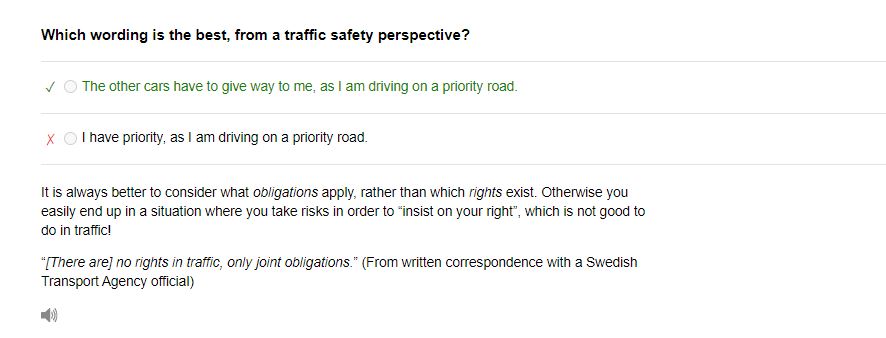 Which wording is the best, from a traffic safety perspective?
✓ The other cars have to give way to me, as I am driving on a priority road.
X I have priority, as I am driving on a priority road.
It is always better to consider what obligations apply, rather than which rights exist. Otherwise you
easily end up in a situation where you take risks in order to "insist on your right", which is not good to
do in traffic!
"[There are] no rights in traffic, only joint obligations." (From written correspondence with a Swedish
Transport Agency official)